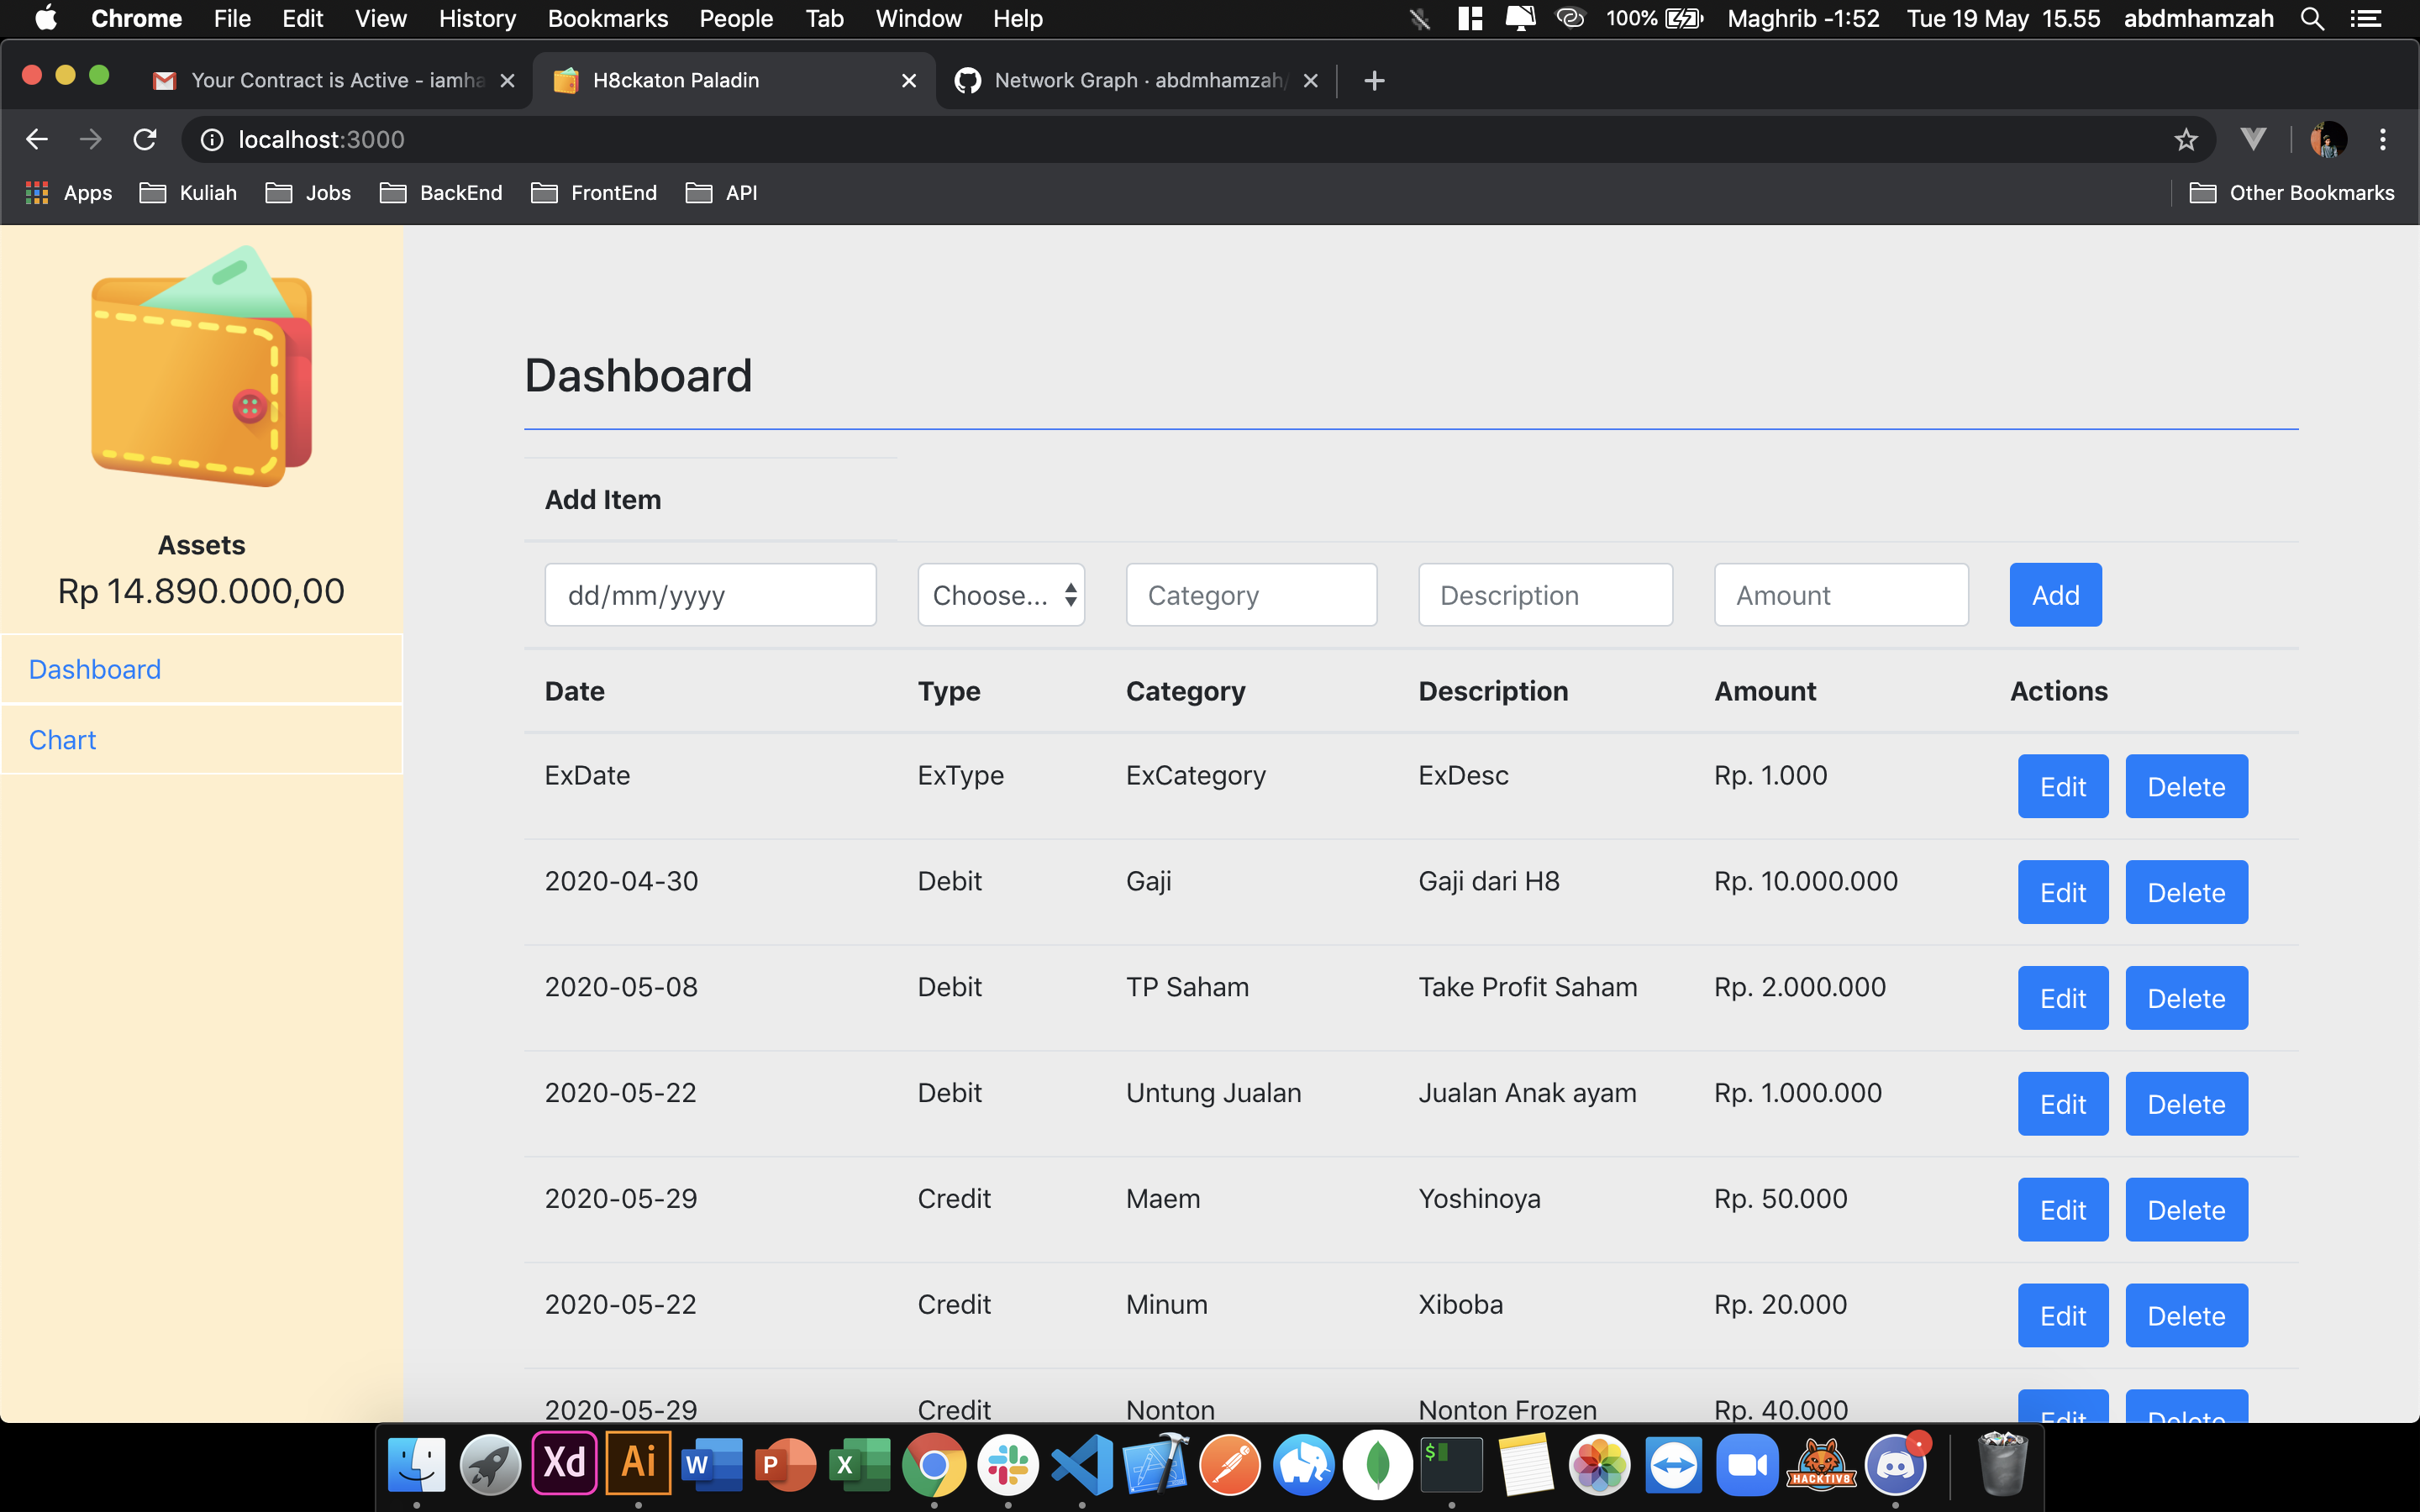 Chrome File Edit View History Bookmarks People Tab Window Help 100% Maghrib -1:52 Tue 19 May 15.55 abdmhamzah
Your Contract is Active - iamha H8ckaton Paladin Network Graph · abdmhamzah/
localhost:3000
Apps Kuliah Jobs BackEnd FrontEnd API Other Bookmarks
Assets
Rp 14.890.000,00
Dashboard
Chart
Dashboard
Add Item
dd/mm/yyyy Choose... Category Description Amount Add
Date Type Category Description Amount Actions
ExDate ExType ExCategory ExDesc Rp. 1.000 Edit Delete
2020-04-30 Debit Gaji Gaji dari H8 Rp. 10.000.000 Edit Delete
2020-05-08 Debit TP Saham Take Profit Saham Rp. 2.000.000 Edit Delete
2020-05-22 Debit Untung Jualan Jualan Anak ayam Rp. 1.000.000 Edit Delete
2020-05-29 Credit Maem Yoshinoya Rp. 50.000 Edit Delete
2020-05-22 Credit Minum Xiboba Rp. 20.000 Edit Delete
2020-05-29 Credit Nonton Nonton Frozen Rp. 40.000 Edit Delete
Xd Ai W P X $ HACKTIV8